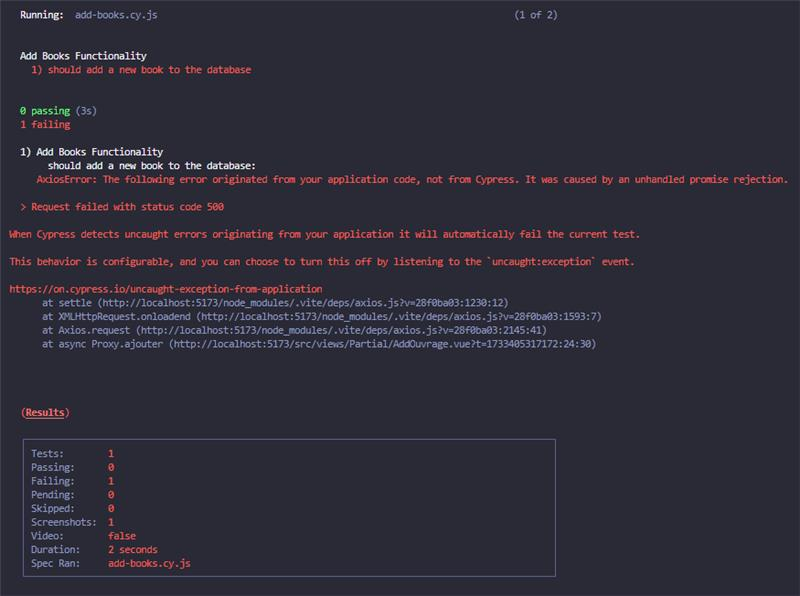 Running:  add-books.cy.js (1 of 2)
Add Books Functionality
1) should add a new book to the database
0 passing (3s)
1 failing
1) Add Books Functionality
should add a new book to the database:
AxiosError: The following error originated from your application code, not from Cypress. It was caused by an unhandled promise rejection.
> Request failed with status code 500
When Cypress detects uncaught errors originating from your application it will automatically fail the current test.
This behavior is configurable, and you can choose to turn this off by listening to the `uncaught:exception` event.
https://on.cypress.io/uncaught-exception-from-application
at settle (http://localhost:5173/node_modules/.vite/deps/axios.js?v=28f0ba03:1230:12)
at XMLHttpRequest.onloadend (http://localhost:5173/node_modules/.vite/deps/axios.js?v=28f0ba03:1593:7)
at Axios.request (http://localhost:5173/node_modules/.vite/deps/axios.js?v=28f0ba03:2145:41)
at async Proxy.ajouter (http://localhost:5173/src/views/Partial/AddOuvrage.vue?t=1733405317172:24:30)
(Results)
Tests: 1
Passing: 0
Failing: 1
Pending: 0
Skipped: 0
Screenshots: 1
Video: false
Duration: 2 seconds
Spec Ran: add-books.cy.js